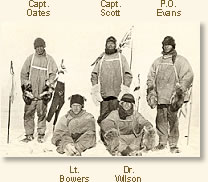 Capt. Capt. P.O.
Oates Scott Evans
Lt. Dr.
Bowers Wilson